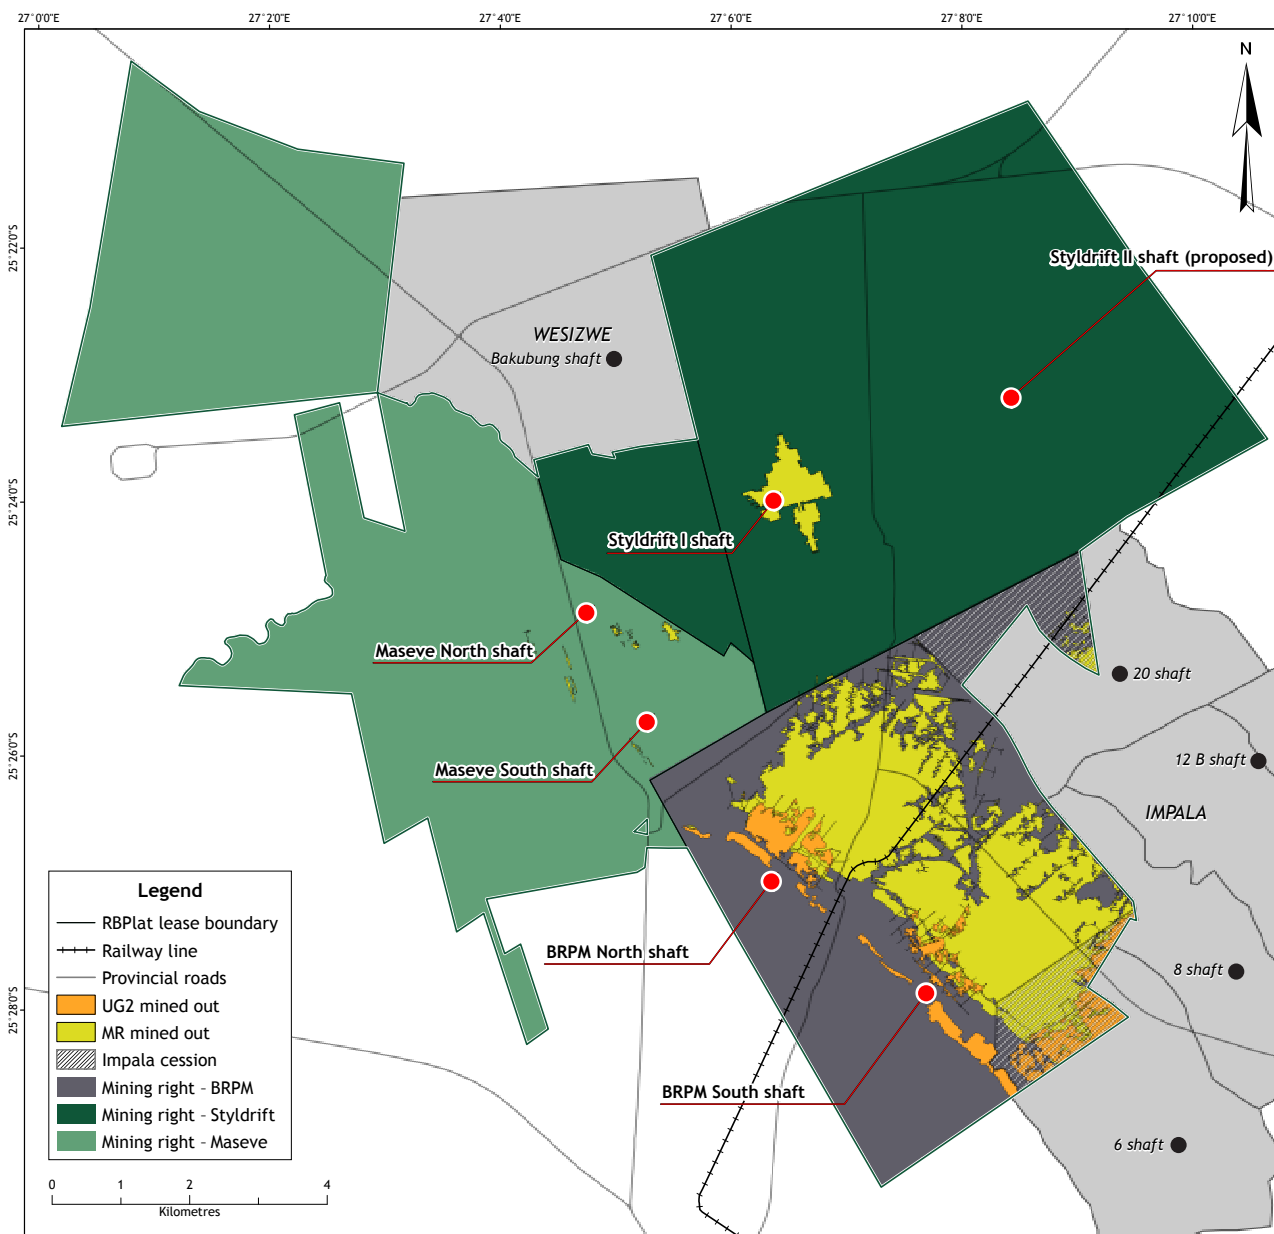 27°0'0"E
27°2'0"E
27°4'0"E
27°6'0"E
27°8'0"E
27°10'0"E
N
25°22'0"S
25°24'0"S
25°26'0"S
25°28'0"S
Styldrift II shaft (proposed)
WESIZWE
Bakubung shaft
Styldrift I shaft
Maseve North shaft
20 shaft
Maseve South shaft
12 B shaft
IMPALA
BRPM North shaft
8 shaft
BRPM South shaft
6 shaft
Legend
RBPlat lease boundary
Railway line
Provincial roads
UG2 mined out
MR mined out
Impala cession
Mining right - BRPM
Mining right - Styldrift
Mining right - Maseve
0 1 2 4
Kilometres